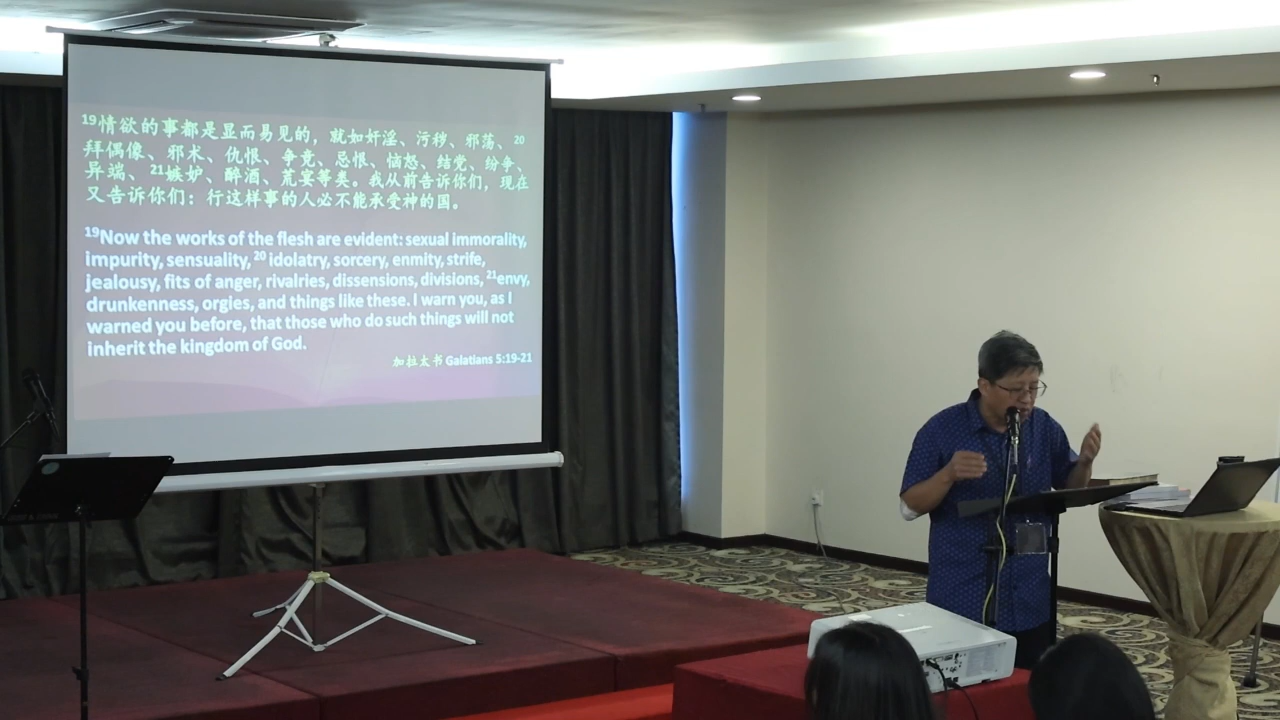 19情欲的事都是显而易见的，就如奸淫、污秽、邪荡、20
拜偶像、邪术、仇恨、争竞、忌恨、恼怒、结党、纷争、
异端、21嫉妒、醉酒、荒宴等类。我从前告诉你们，现在
又告诉你们：行这样事的人必不能承受神的国。
19Now the works of the flesh are evident: sexual immorality,
impurity, sensuality, 20 idolatry, sorcery, enmity, strife,
jealousy, fits of anger, rivalries, dissensions, divisions, 21envy,
drunkenness, orgies, and things like these. I warn you, as I
warned you before, that those who do such things will not
inherit the kingdom of God.
加拉太书 Galatians 5:19-21